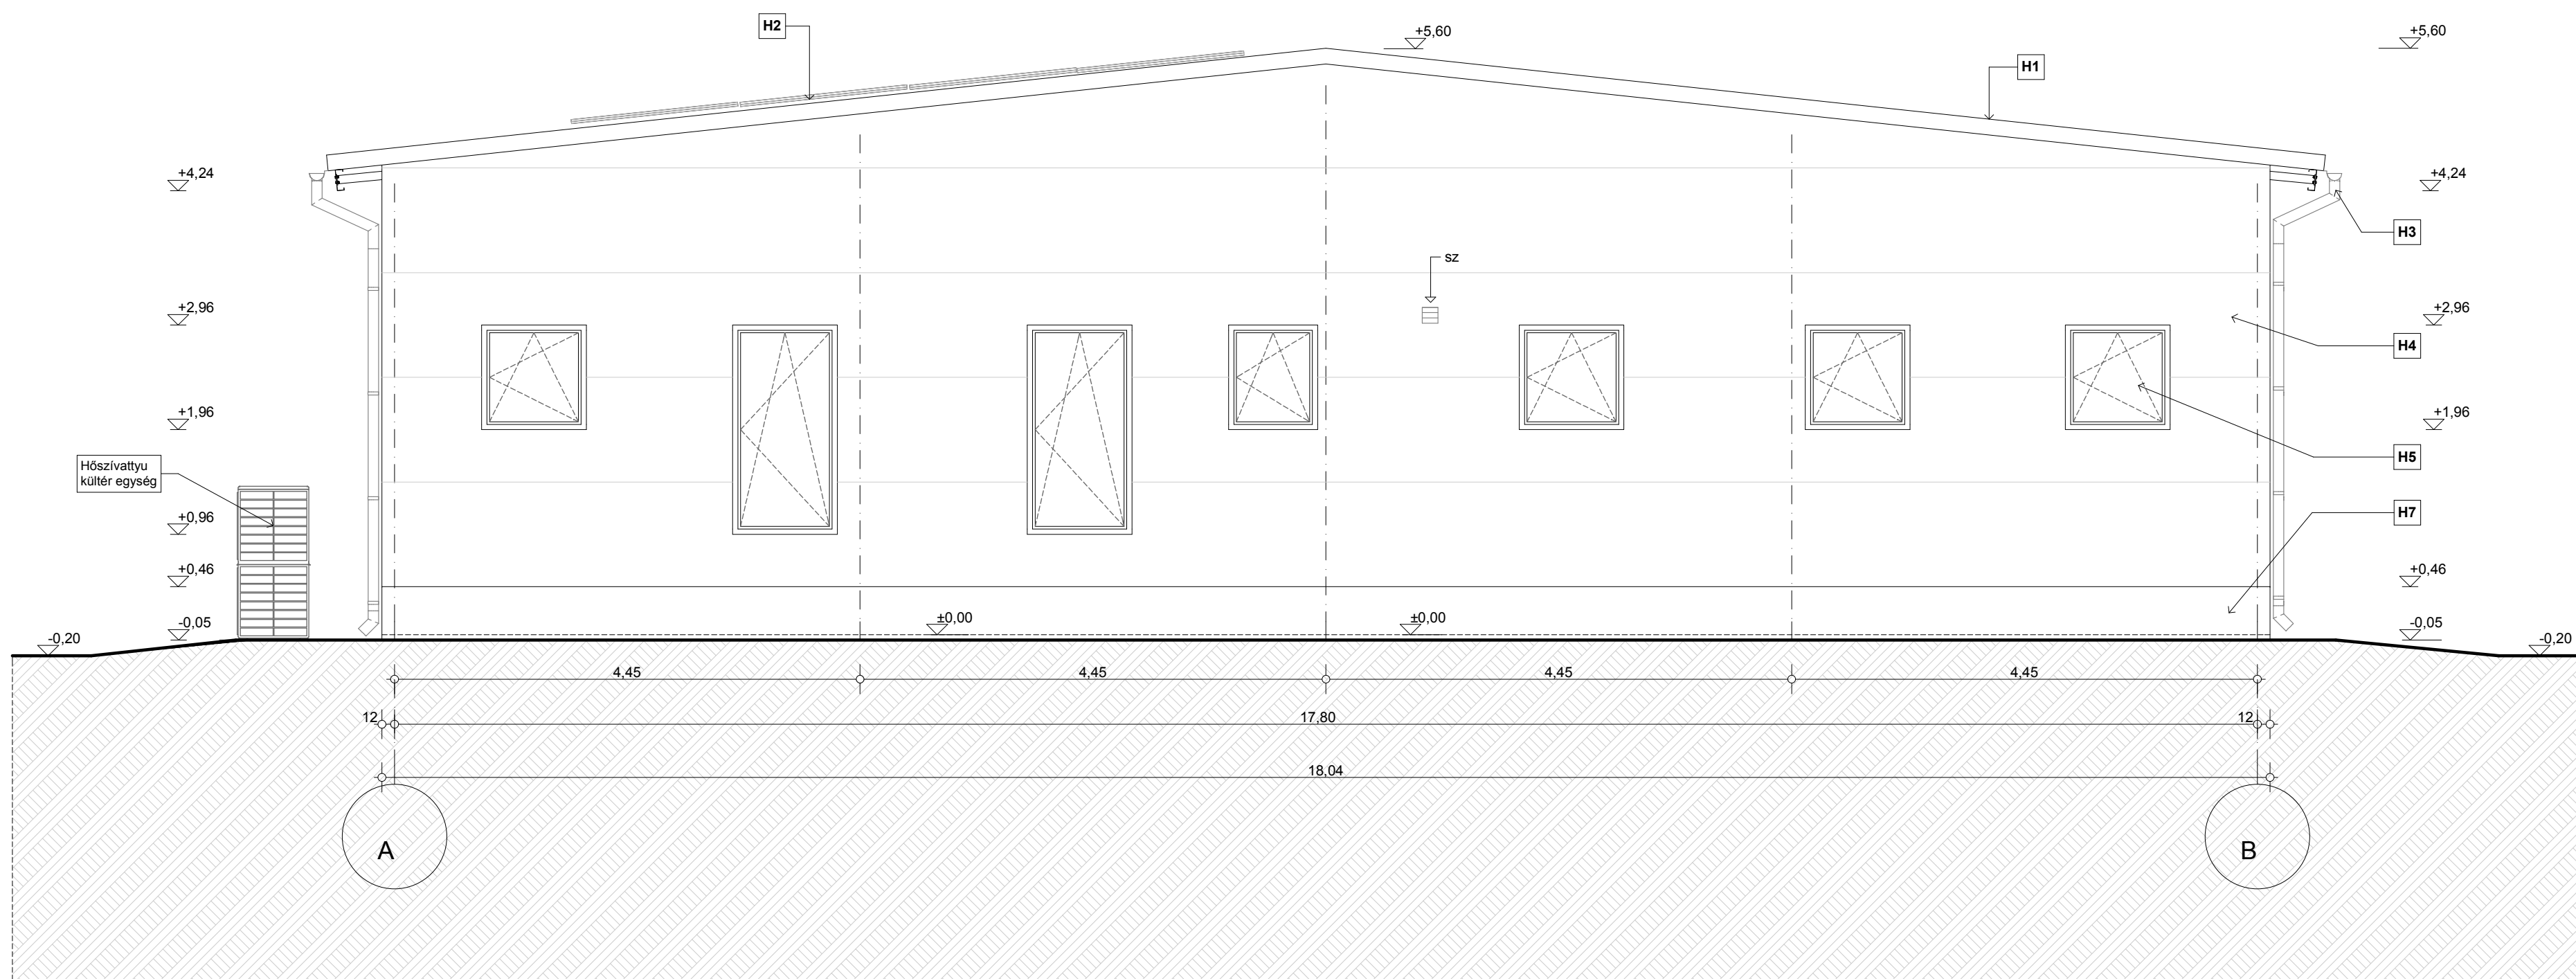 H2
+5,60
+5,60
H1
+4,24
+4,24
H3
sz
+2,96
+2,96
H4
+1,96
+1,96
H5
Hőszívattyu
kültér egység
+0,96
H7
+0,46
+0,46
-0,20
-0,05
±0,00
±0,00
-0,05
-0,20
4,45
4,45
4,45
4,45
12
17,80
12
18,04
A
B